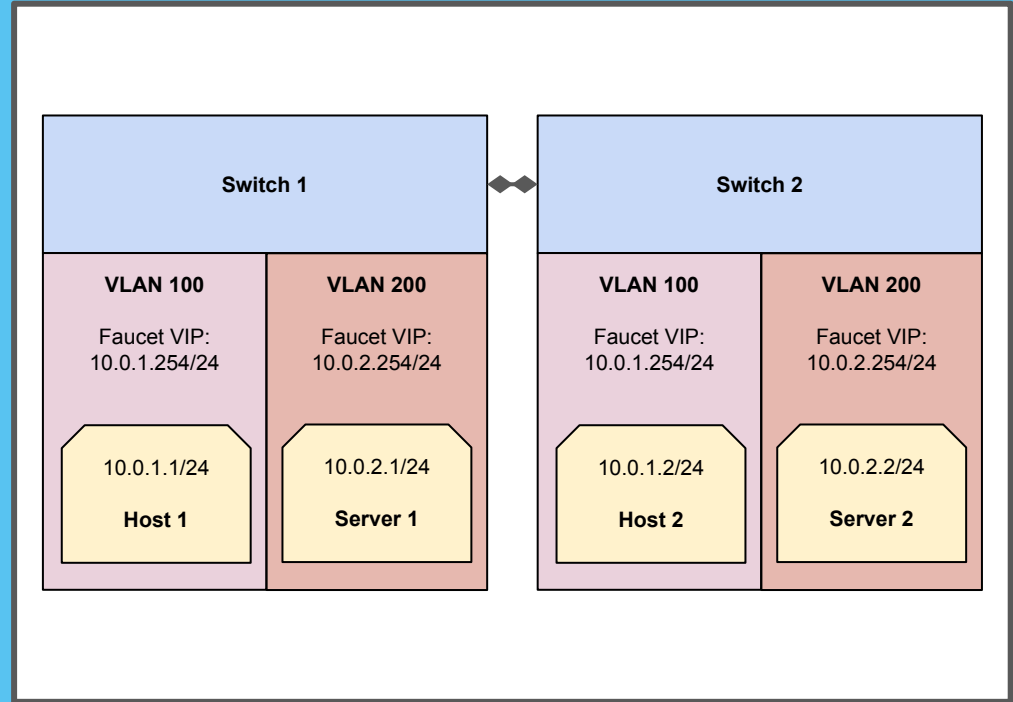 Switch 1
VLAN 100
Faucet VIP:
10.0.1.254/24
10.0.1.1/24
Host 1
VLAN 200
Faucet VIP:
10.0.2.254/24
10.0.2.1/24
Server 1
Switch 2
VLAN 100
Faucet VIP:
10.0.1.254/24
10.0.1.2/24
Host 2
VLAN 200
Faucet VIP:
10.0.2.254/24
10.0.2.2/24
Server 2